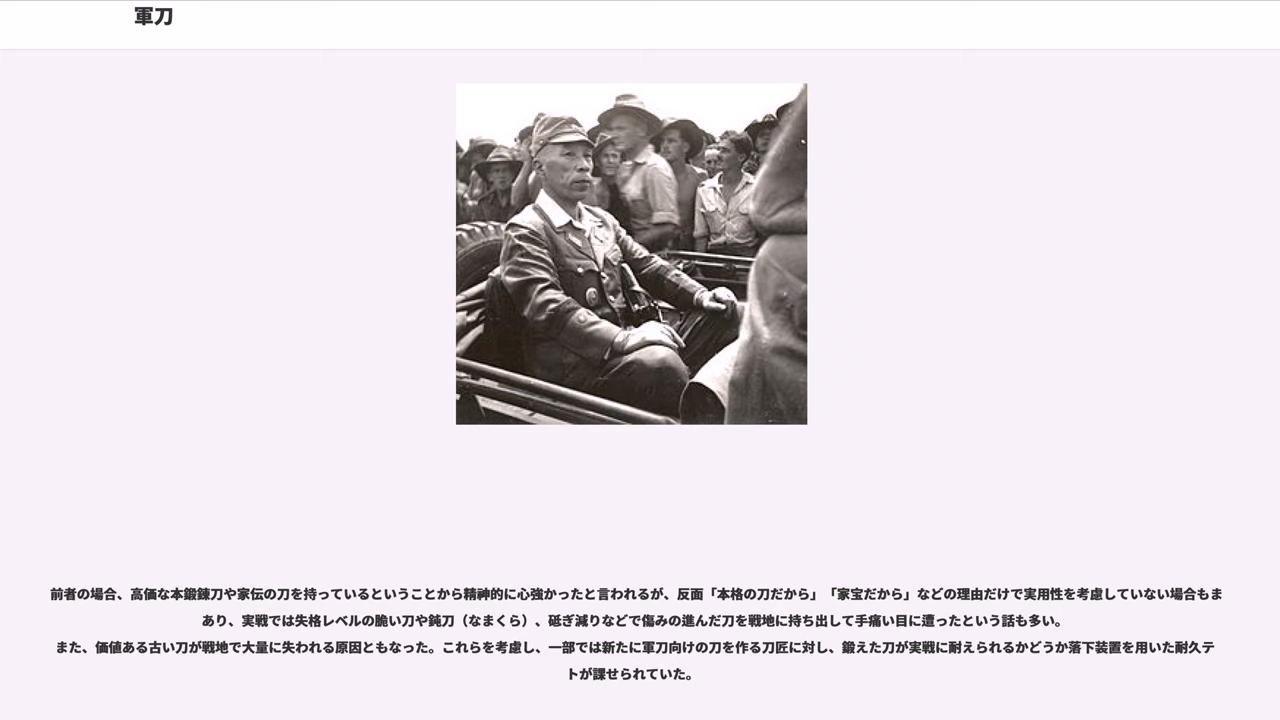 軍刀
前者の場合、高価な本鍛錬刀や家伝の刀を持っているということから精神的に心強かったと言われるが、反面「本格の刀だから」「家宝だから」などの理由だけで実用性を考慮していない場合もま
あり、実戦では失格レベルの脆い刀や鈍刀（なまくら）、砥ぎ減りなどで傷みの進んだ刀を戦地に持ち出して手痛い目に遭ったという話も多い。
また、価値ある古い刀が戦地で大量に失われる原因ともなった。これらを考慮し、一部では新たに軍刀向けの刀を作る刀匠に対し、鍛えた刀が実戦に耐えられるかどうか落下装置を用いた耐久テ
トが課せられていた。